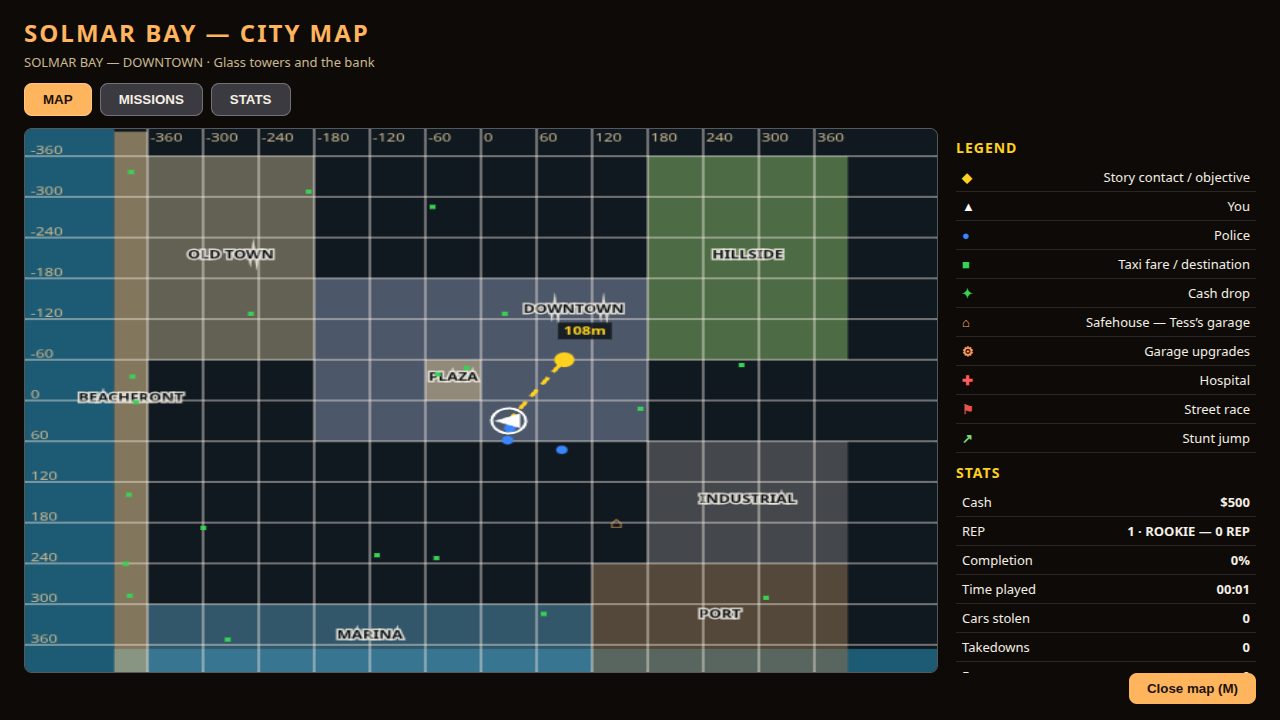 SOLMAR BAY — CITY MAP
SOLMAR BAY — DOWNTOWN · Glass towers and the bank
MAP
MISSIONS
STATS
-360 -300 -240 -180 -120 -60 0 60 120 180 240 300 360
-360
-300
-240
-180
-120
-60
0
60
120
180
240
300
360
OLD TOWN
HILLSIDE
DOWNTOWN
108m
PLAZA
BEACHFRONT
INDUSTRIAL
PORT
MARINA
LEGEND
Story contact / objective
You
Police
Taxi fare / destination
Cash drop
Safehouse — Tess's garage
Garage upgrades
Hospital
Street race
Stunt jump
STATS
Cash $500
REP 1 · ROOKIE — 0 REP
Completion 0%
Time played 00:01
Cars stolen 0
Takedowns 0
Close map (M)